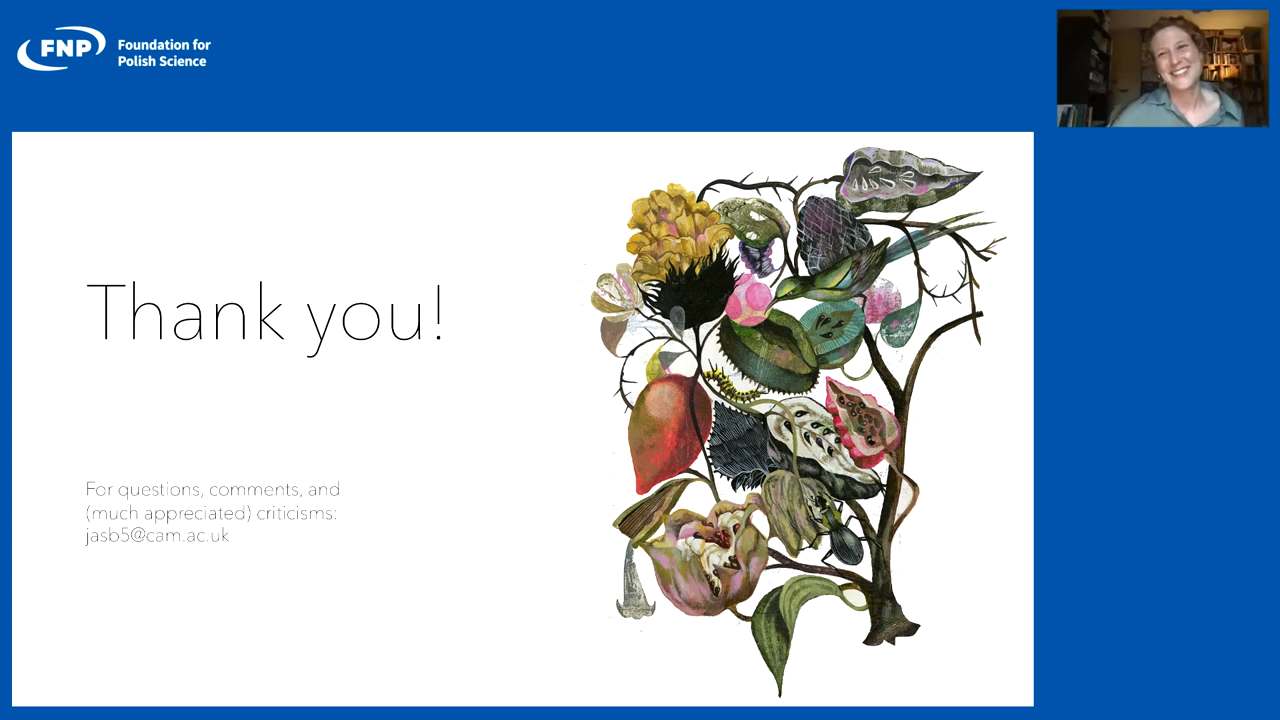 FNP
Foundation for
Polish Science
Thank you!
For questions, comments, and
(much appreciated) criticisms:
jasb5@cam.ac.uk